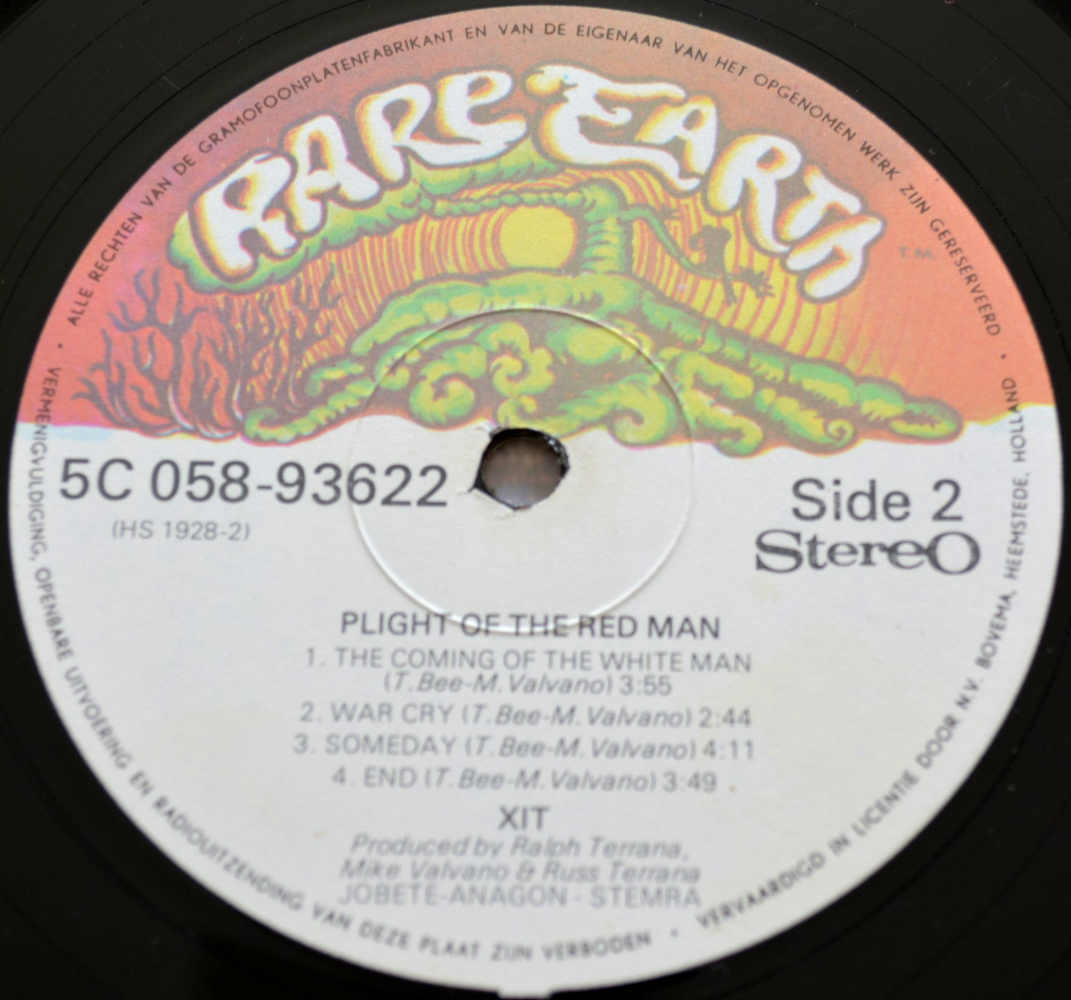 ALLE RECHTEN VAN DE GRAMOFOONPLATENFABRIKANT EN VAN DE EIGENAAR VAN HET OPGENOMEN WERK ZIJN GERESERVEERD •
RARE EARTH
T.M.
5C 058-93622
(HS 1928-2)
Side 2
Stereo
PLIGHT OF THE RED MAN
1. THE COMING OF THE WHITE MAN
(T. Bee-M. Valvano) 3:55
2. WAR CRY (T. Bee-M. Valvano) 2:44
3. SOMEDAY (T. Bee-M. Valvano) 4:11
4. END (T. Bee-M. Valvano) 3:49
XIT
Produced by Ralph Terrana,
Mike Valvano & Russ Terrana
JOBETE-ANAGON - STEMRA
VERMENIGVULDIGING, OPENBARE UITVOERING EN RADIOUITZENDING VAN DEZE PLAAT ZIJN VERBODEN •
VERVAARDIGD IN LICENTIE DOOR N.V. BOVEMA, HEEMSTEDE, HOLLAND